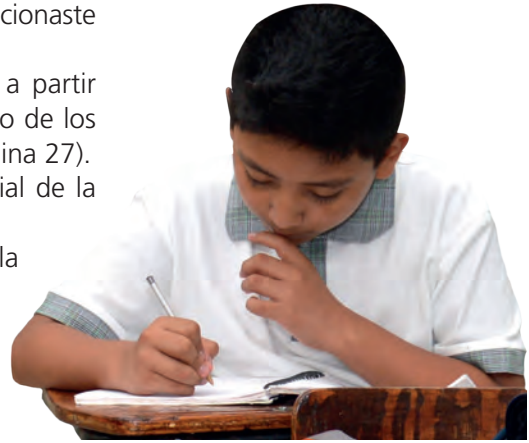 cionaste
a partir
o de los
ina 27).
ial de la
la